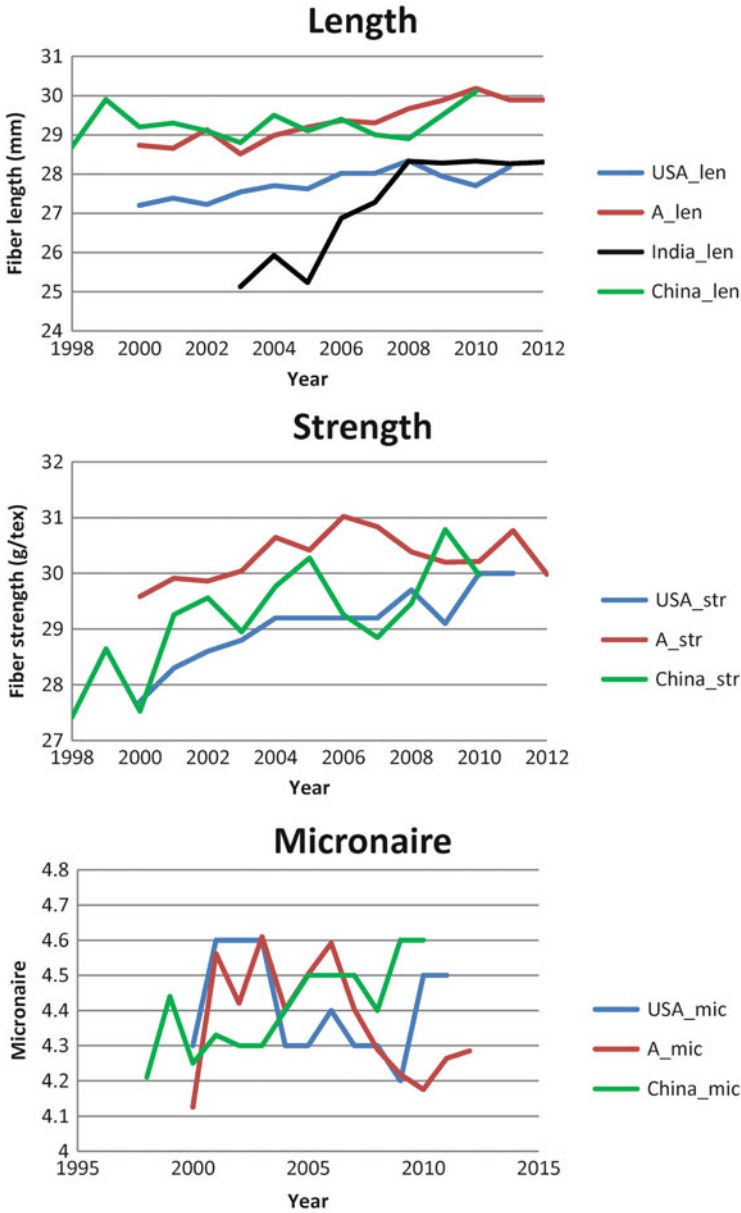 Length
31
30
29
28
27
26
25
24
Fiber length (mm)
1998 2000 2002 2004 2006 2008 2010 2012
Year
USA_len
A_len
India_len
China_len
Strength
32
31
30
29
28
27
Fiber strength (g/tex)
1998 2000 2002 2004 2006 2008 2010 2012
Year
USA_str
A_str
China_str
Micronaire
4.8
4.7
4.6
4.5
4.4
4.3
4.2
4.1
4
Micronaire
1995 2000 2005 2010 2015
Year
USA_mic
A_mic
China_mic